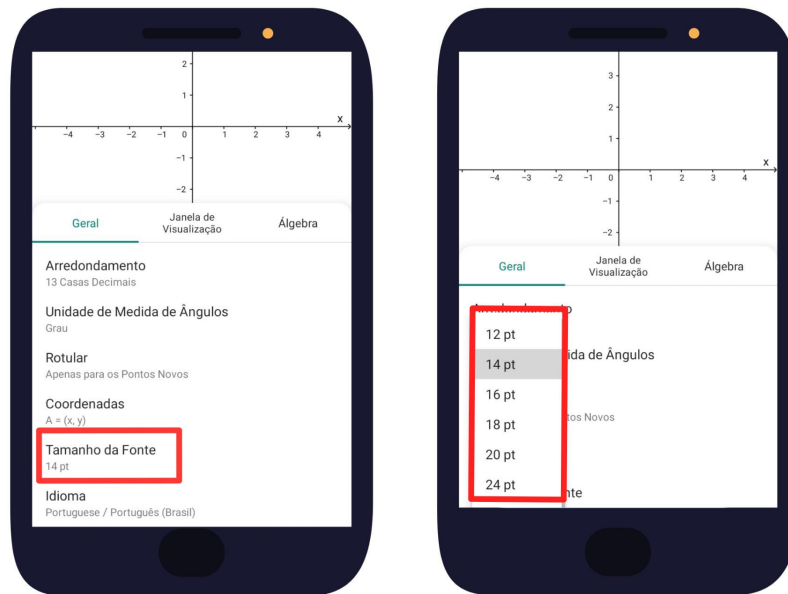 2
1
x
−4 −3 −2 −1 0 1 2 3 4
−1
−2
Geral
Janela de
Visualização
Álgebra
Arredondamento
13 Casas Decimais
Unidade de Medida de Ângulos
Grau
Rotular
Apenas para os Pontos Novos
Coordenadas
A = (x, y)
Tamanho da Fonte
14 pt
Idioma
Portuguese / Português (Brasil)
3
2
1
x
−4 −3 −2 −1 0 1 2 3 4
−1
−2
Geral
Janela de
Visualização
Álgebra
12 pt
ida de Ângulos
14 pt
16 pt
tos Novos
18 pt
20 pt
24 pt
nte